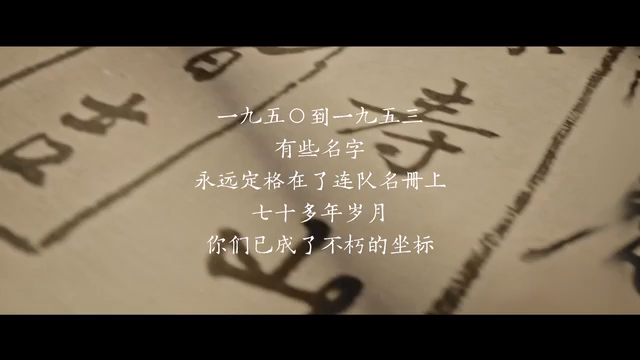 一九五〇到一九五三
有些名字
永远定格在了连队名册上
七十多年岁月
你们已成了不朽的坐标
吉
寿